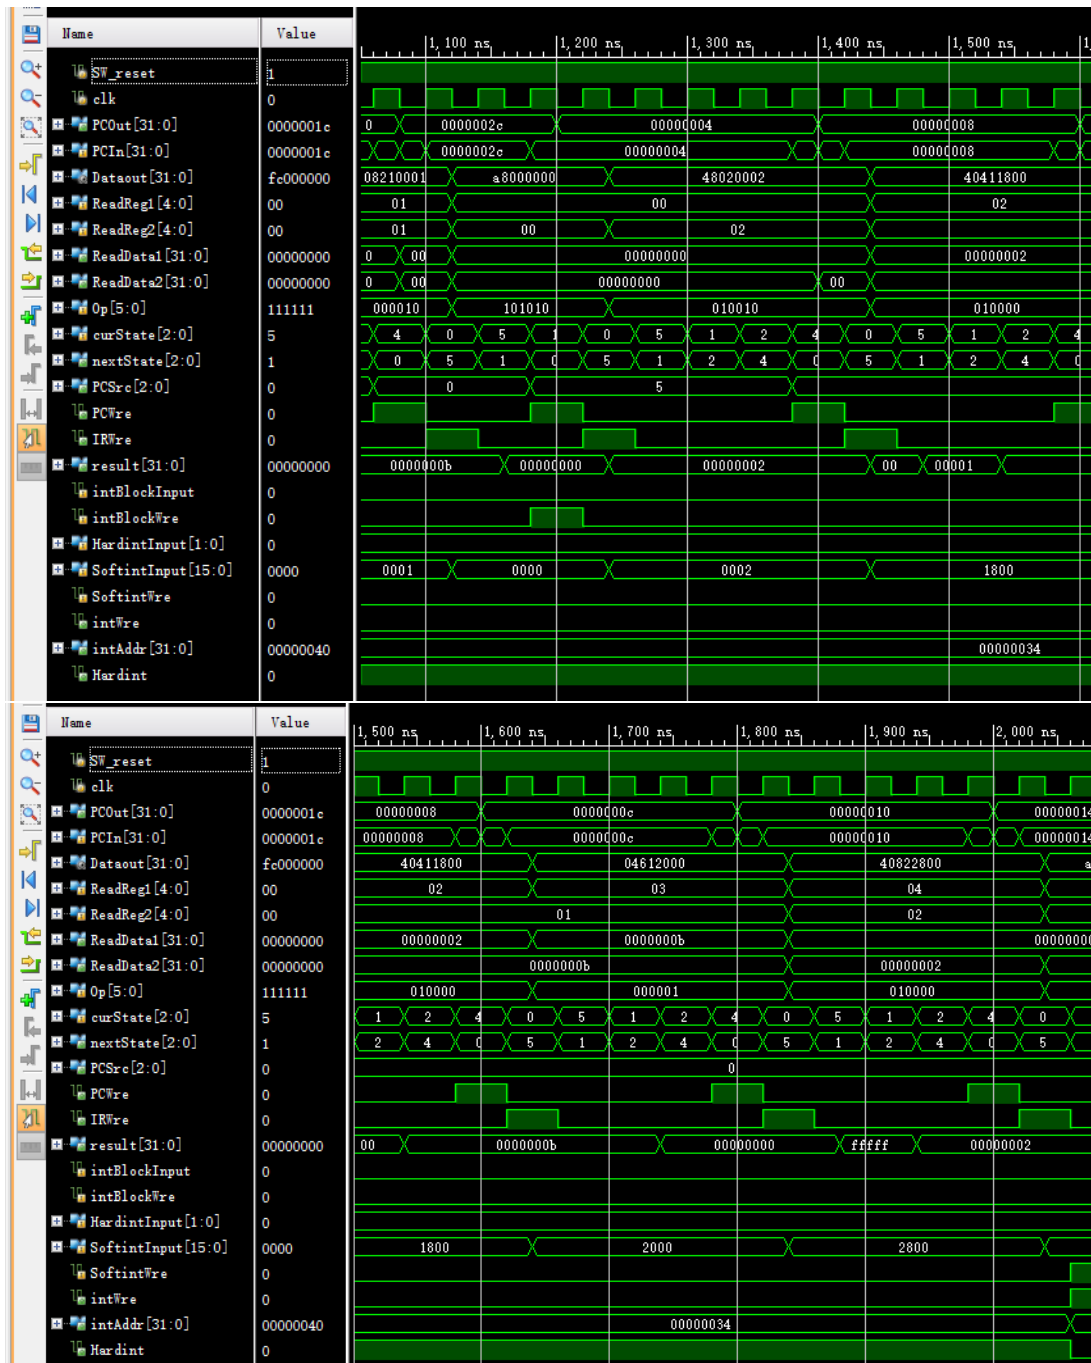 Name Value
1,100 ns 1,200 ns 1,300 ns 1,400 ns 1,500 ns 1,
SW_reset 1
clk 0
PCOut[31:0] 0000001c 0 0000002c 00000004 00000008
PCIn[31:0] 0000001c 0000002c 00000004 00000008
Dataout[31:0] fc000000 08210001 a8000000 48020002 40411800
ReadReg1[4:0] 00 01 00 02
ReadReg2[4:0] 00 01 00 02
ReadData1[31:0] 00000000 0 00 00000000 00000002
ReadData2[31:0] 00000000 0 00 00000000 00
Op[5:0] 111111 000010 101010 010010 010000
curState[2:0] 5 4 0 5 1 0 5 1 2 4 0 5 1 2 4
nextState[2:0] 1 0 5 1 0 5 1 2 4 0 5 1 2 4 0
PCSrc[2:0] 0 0 5
PCWre 0
IRWre 0
result[31:0] 00000000 0000000b 00000000 00000002 00 00001
intBlockInput 0
intBlockWre 0
HardintInput[1:0] 0
SoftintInput[15:0] 0000 0001 0000 0002 1800
SoftintWre 0
intWre 0
intAddr[31:0] 00000040 00000034
Hardint 0
Name Value
1,500 ns 1,600 ns 1,700 ns 1,800 ns 1,900 ns 2,000 ns
SW_reset 1
clk 0
PCOut[31:0] 0000001c 00000008 0000000c 00000010 00000014
PCIn[31:0] 0000001c 00000008 0000000c 00000010 00000014
Dataout[31:0] fc000000 40411800 04612000 40822800 a
ReadReg1[4:0] 00 02 03 04
ReadReg2[4:0] 00 01 02
ReadData1[31:0] 00000000 00000002 0000000b 00000000
ReadData2[31:0] 00000000 0000000b 00000002
Op[5:0] 111111 010000 000001 010000
curState[2:0] 5 1 2 4 0 5 1 2 4 0 5 1 2 4 0
nextState[2:0] 1 2 4 0 5 1 2 4 0 5 1 2 4 0 5
PCSrc[2:0] 0 0
PCWre 0
IRWre 0
result[31:0] 00000000 00 0000000b 00000000 fffff 00000002
intBlockInput 0
intBlockWre 0
HardintInput[1:0] 0
SoftintInput[15:0] 0000 1800 2000 2800
SoftintWre 0
intWre 0
intAddr[31:0] 00000040 00000034
Hardint 0